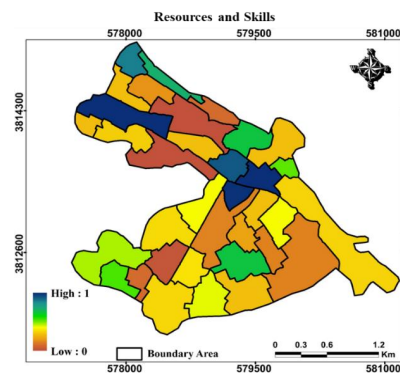 Resources and Skills
578000 579500 581000
3814300
3812600
High : 1
Low : 0
Boundary Area
0 0.3 0.6 1.2
Km
578000 579500 581000